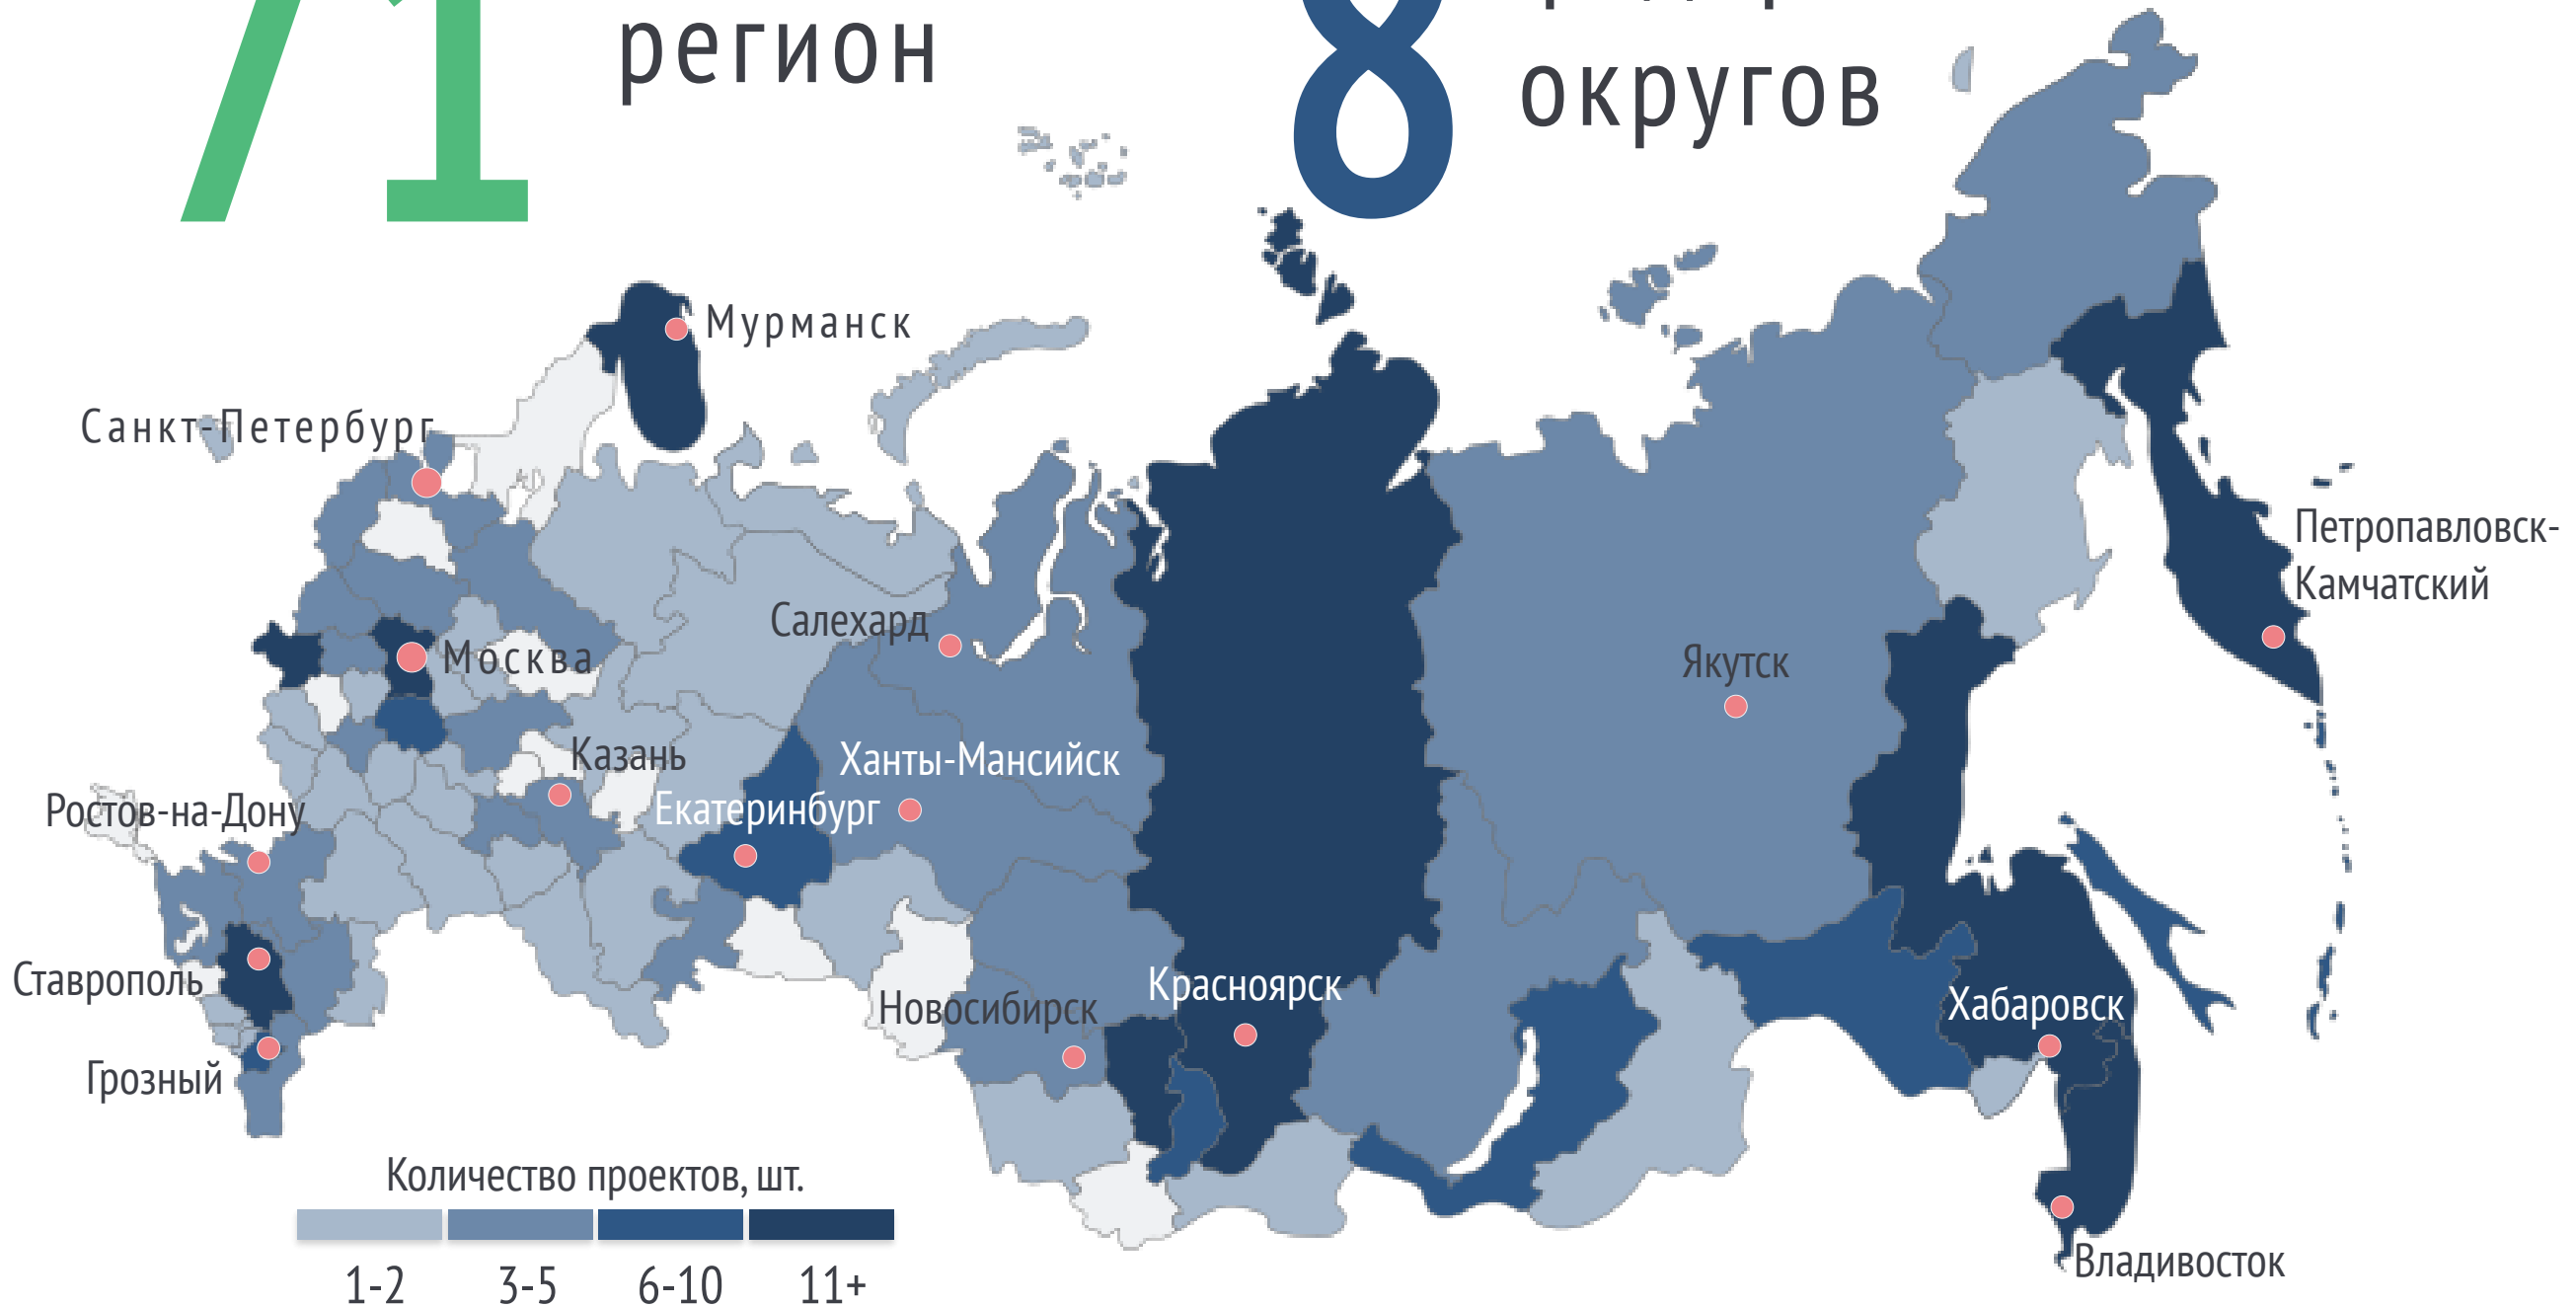 71
регион
8
округов
Мурманск
Санкт-Петербург
Петропавловск-
Камчатский
Салехард
Москва
Якутск
Казань
Ханты-Мансийск
Екатеринбург
Ростов-на-Дону
Ставрополь
Красноярск
Новосибирск
Хабаровск
Грозный
Количество проектов, шт.
1-2 3-5 6-10 11+
Владивосток